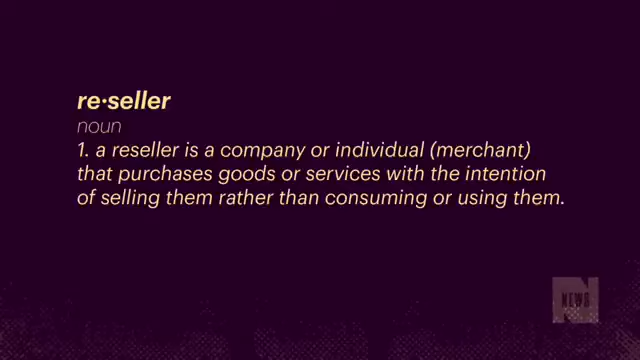 re•seller
noun
1. a reseller is a company or individual (merchant)
that purchases goods or services with the intention
of selling them rather than consuming or using them.
NEWS